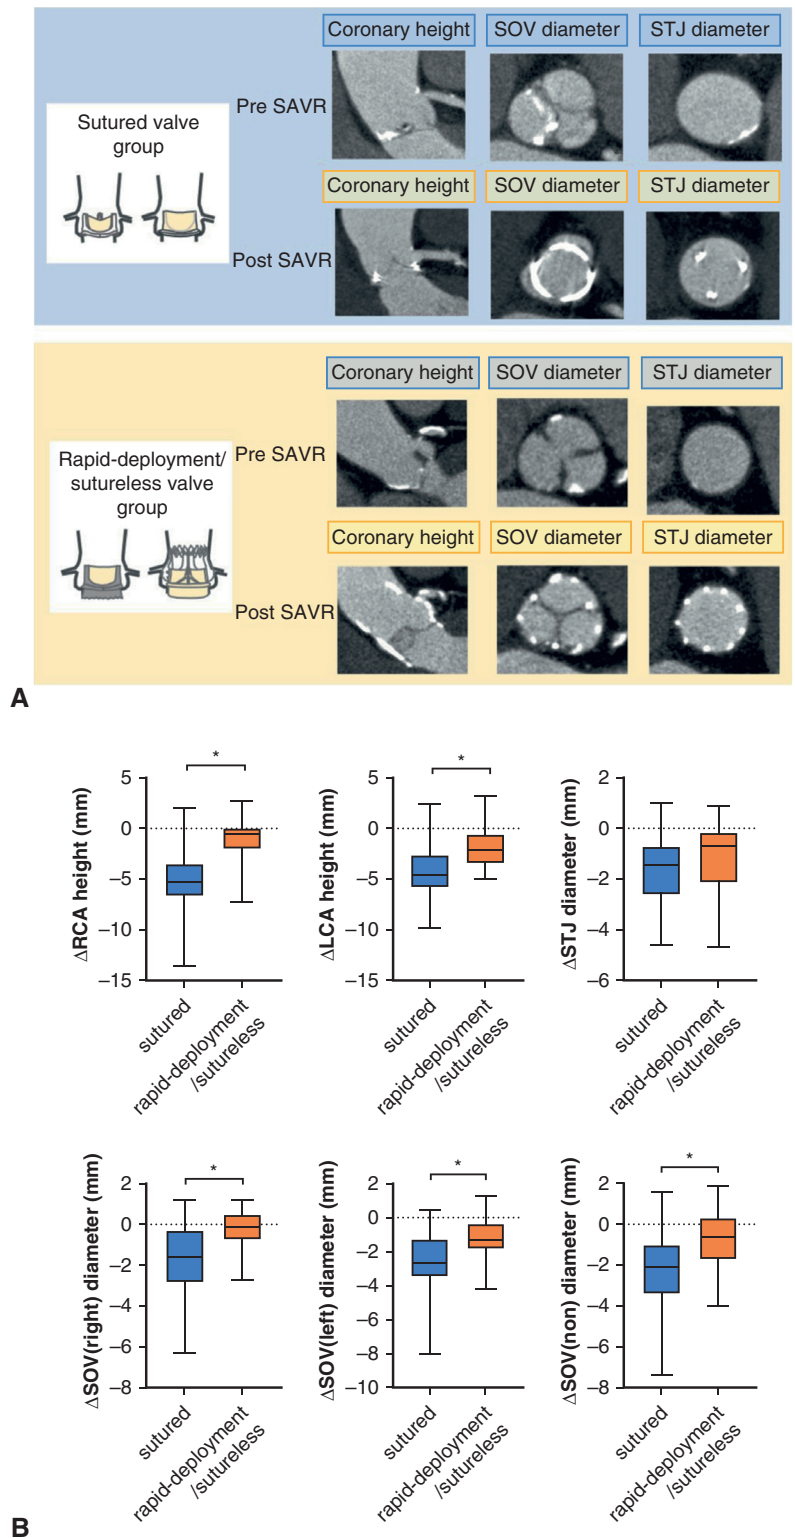 Coronary height SOV diameter STJ diameter
Pre SAVR
Sutured valve
group
Coronary height SOV diameter STJ diameter
Post SAVR
Coronary height SOV diameter STJ diameter
Pre SAVR
Rapid-deployment/
sutureless valve
group
Coronary height SOV diameter STJ diameter
Post SAVR
A
ΔRCA height (mm)
5
0
−5
−10
−15
*
sutured
rapid-deployment
/sutureless
ΔLCA height (mm)
5
0
−5
−10
−15
*
sutured
rapid-deployment
/sutureless
ΔSTJ diameter (mm)
2
0
−2
−4
−6
sutured
rapid-deployment
/sutureless
ΔSOV(right) diameter (mm)
2
0
−2
−4
−6
−8
*
sutured
rapid-deployment
/sutureless
ΔSOV(left) diameter (mm)
2
0
−2
−4
−6
−8
−10
*
sutured
rapid-deployment
/sutureless
ΔSOV(non) diameter (mm)
2
0
−2
−4
−6
−8
*
sutured
rapid-deployment
/sutureless
B